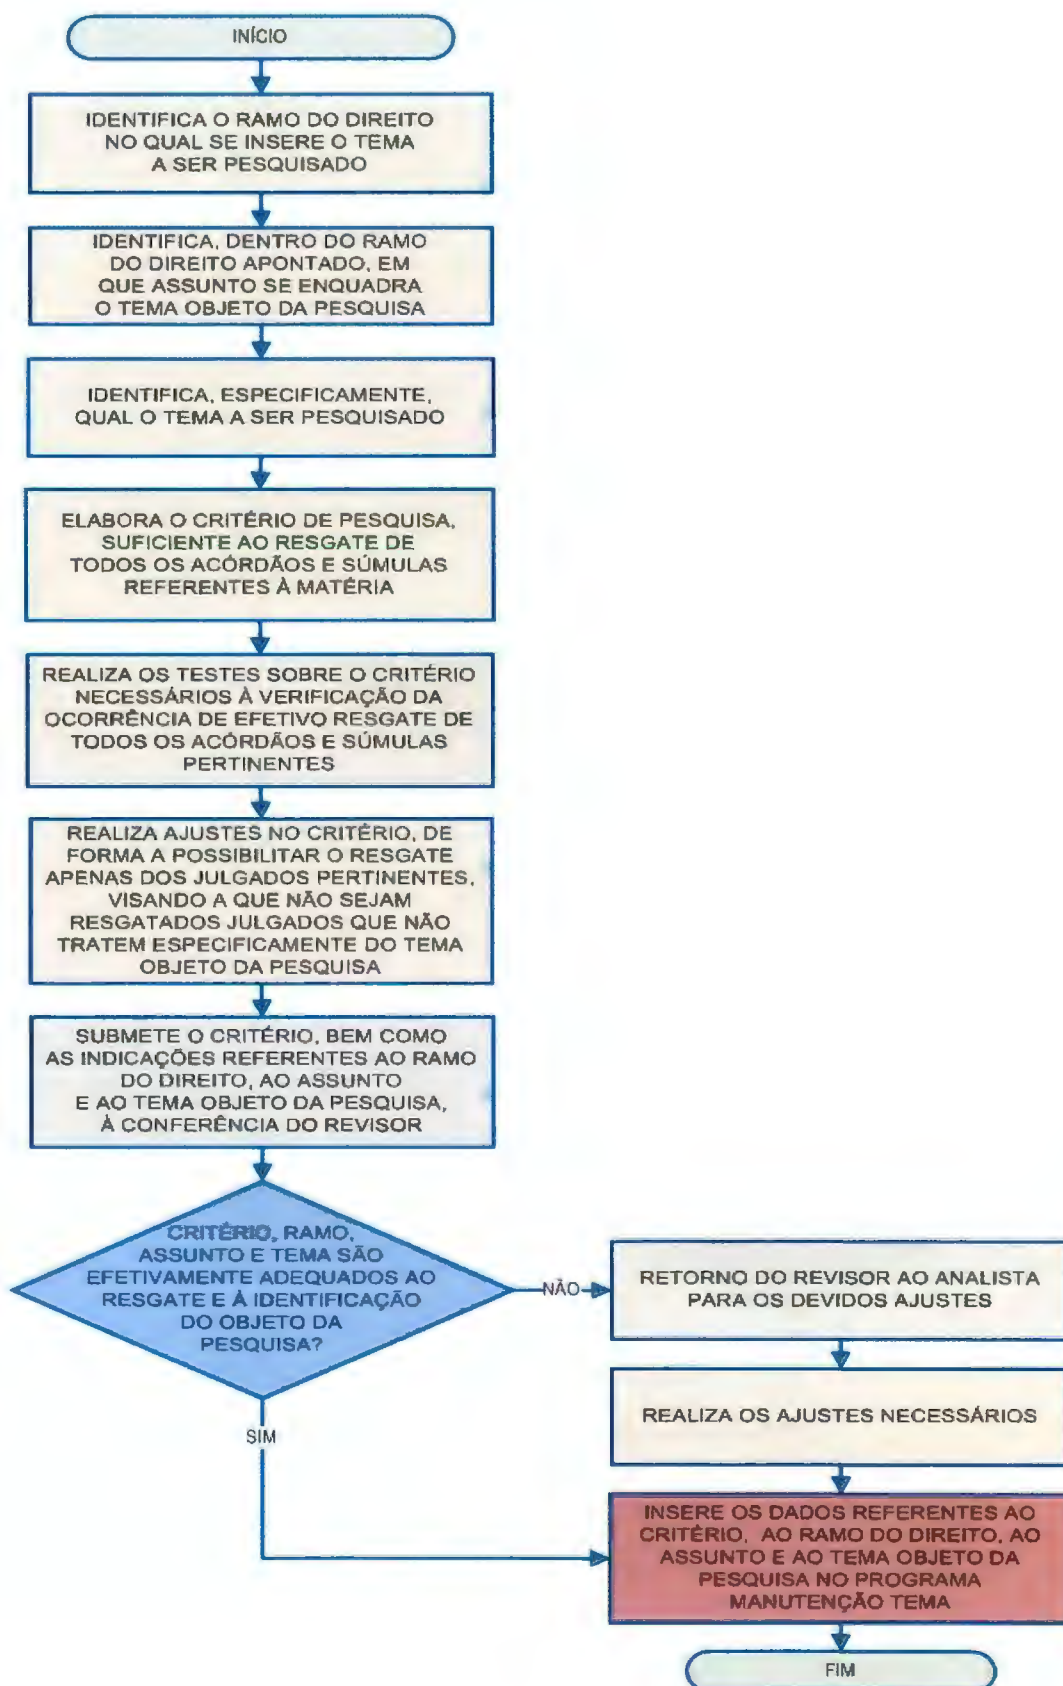 INÍCIO
IDENTIFICA O RAMO DO DIREITO
NO QUAL SE INSERE O TEMA
A SER PESQUISADO
IDENTIFICA, DENTRO DO RAMO
DO DIREITO APONTADO, EM
QUE ASSUNTO SE ENQUADRA
O TEMA OBJETO DA PESQUISA
IDENTIFICA, ESPECIFICAMENTE,
QUAL O TEMA A SER PESQUISADO
ELABORA O CRITÉRIO DE PESQUISA,
SUFICIENTE AO RESGATE DE
TODOS OS ACÓRDÃOS E SÚMULAS
REFERENTES À MATÉRIA
REALIZA OS TESTES SOBRE O CRITÉRIO
NECESSÁRIOS À VERIFICAÇÃO DA
OCORRÊNCIA DE EFETIVO RESGATE DE
TODOS OS ACÓRDÃOS E SÚMULAS
PERTINENTES
REALIZA AJUSTES NO CRITÉRIO, DE
FORMA A POSSIBILITAR O RESGATE
APENAS DOS JULGADOS PERTINENTES,
VISANDO A QUE NÃO SEJAM
RESGATADOS JULGADOS QUE NÃO
TRATEM ESPECIFICAMENTE DO TEMA
OBJETO DA PESQUISA
SUBMETE O CRITÉRIO, BEM COMO
AS INDICAÇÕES REFERENTES AO RAMO
DO DIREITO, AO ASSUNTO
E AO TEMA OBJETO DA PESQUISA,
À CONFERÊNCIA DO REVISOR
CRITÉRIO, RAMO,
ASSUNTO E TEMA SÃO
EFETIVAMENTE ADEQUADOS AO
RESGATE E À IDENTIFICAÇÃO
DO OBJETO DA
PESQUISA?
NÃO
RETORNO DO REVISOR AO ANALISTA
PARA OS DEVIDOS AJUSTES
REALIZA OS AJUSTES NECESSÁRIOS
SIM
INSERE OS DADOS REFERENTES AO
CRITÉRIO, AO RAMO DO DIREITO, AO
ASSUNTO E AO TEMA OBJETO DA
PESQUISA NO PROGRAMA
MANUTENÇÃO TEMA
FIM